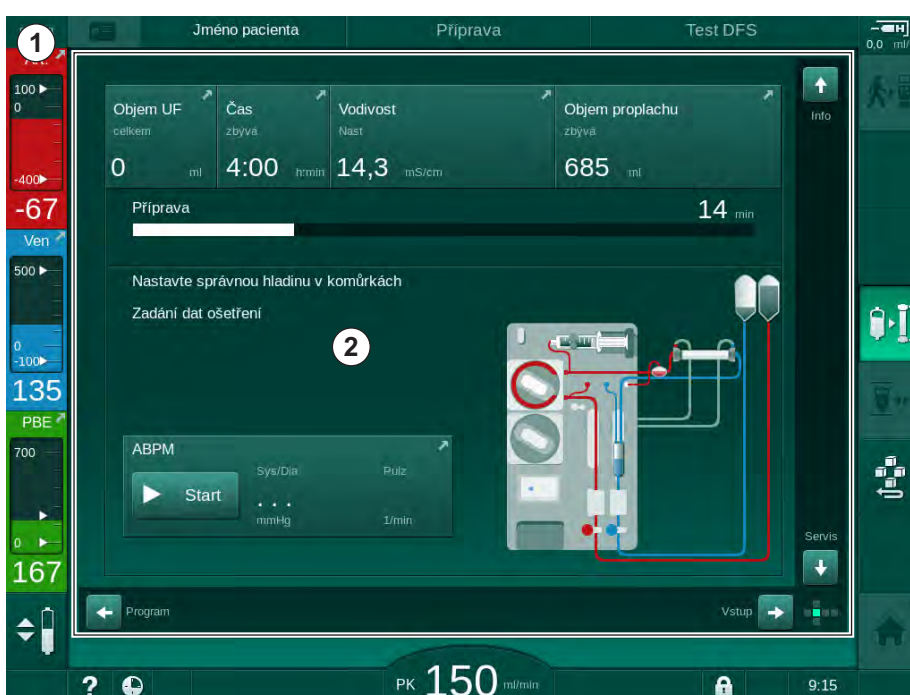 1
Jméno pacienta
Příprava
Test DFS
0,0 ml/
100
0
-400
-67
Ven
500
0
-100
135
PBE
700
0
167
Objem UF
celkem
0 ml
Čas
zbývá
4:00 h:min
Vodivost
Nast
14,3 mS/cm
Objem proplachu
zbývá
685 ml
Info
Příprava
14 min
Nastavte správnou hladinu v komůrkách
Zadání dat ošetření
2
ABPM
Start
Sys/Dia
Pulz
. . .
mmHg
1/min
Servis
Program
Vstup
? PK 150 ml/min
9:15